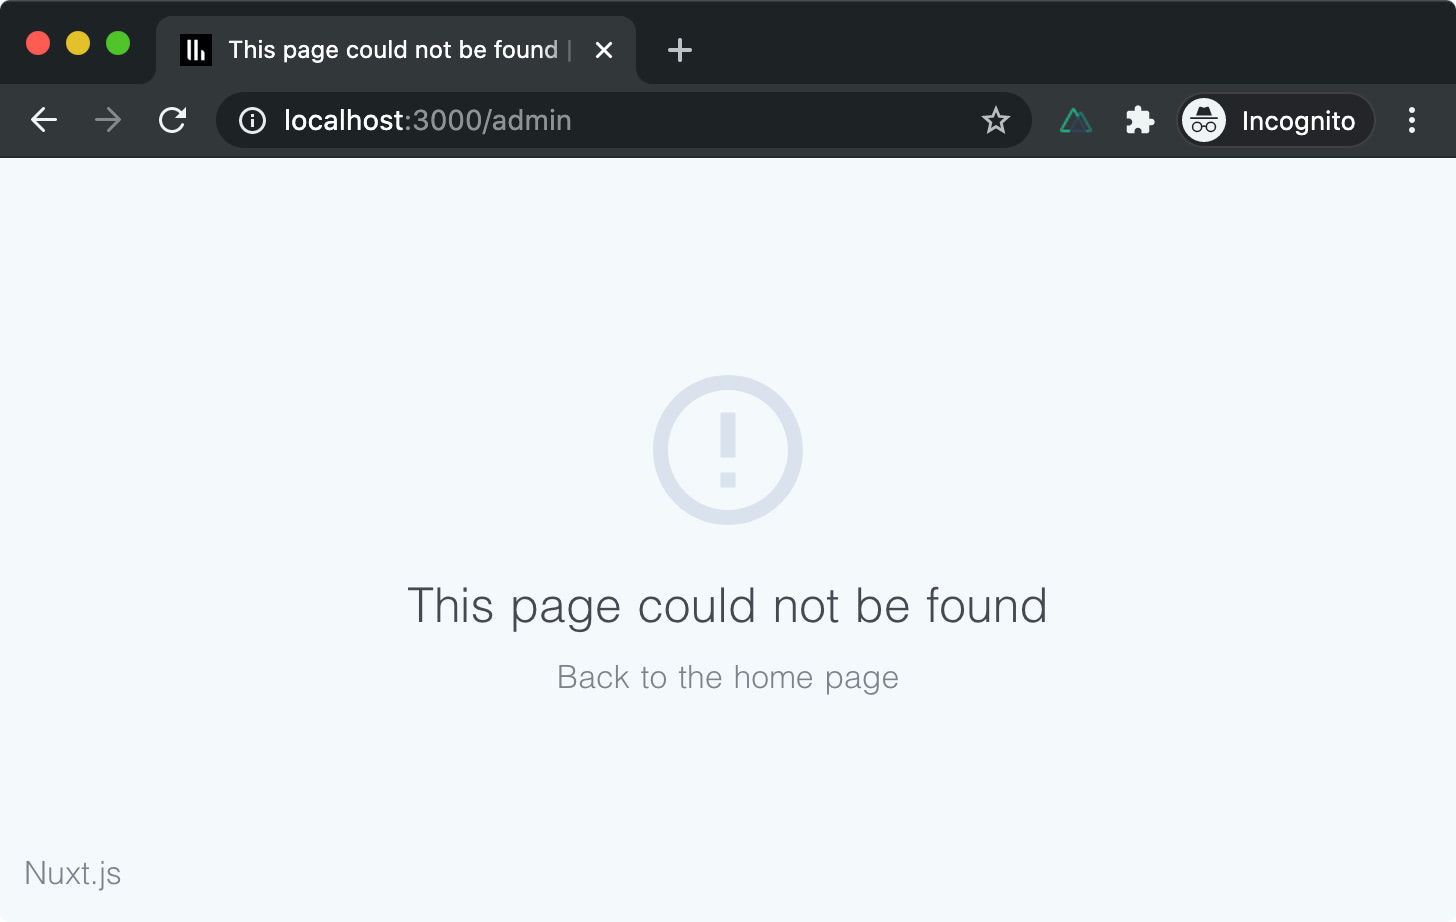 This page could not be found |
localhost:3000/admin
Incognito
This page could not be found
Back to the home page
Nuxt.js